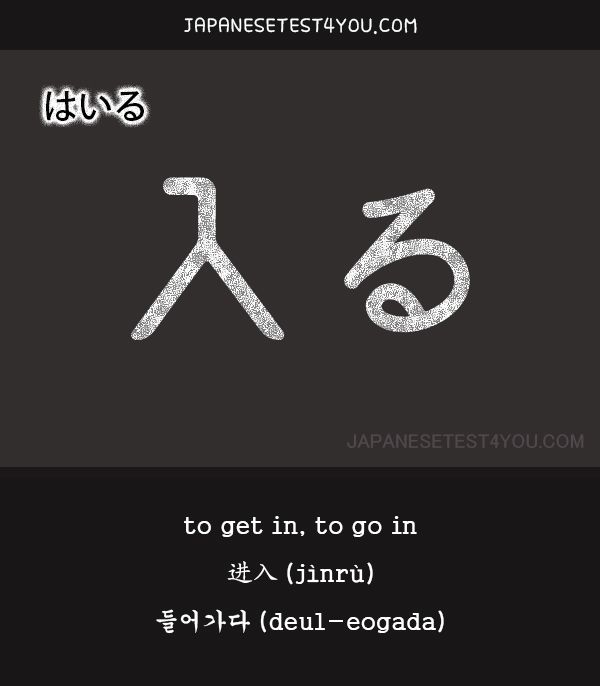 JAPANESETEST4YOU.COM
はいる
入る
JAPANESETEST4YOU.COM
to get in, to go in
进入 (jìnrù)
들어가다 (deul-eogada)